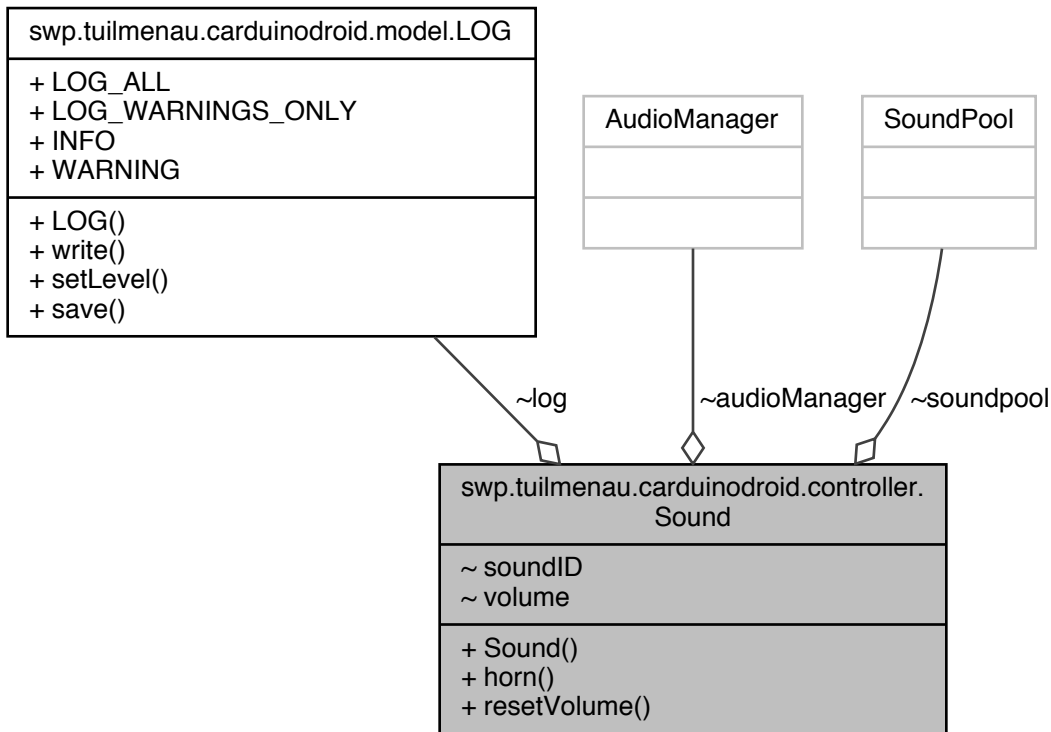 swp.tuilmenau.carduinodroid.model.LOG
+ LOG_ALL
+ LOG_WARNINGS_ONLY
+ INFO
+ WARNING
+ LOG()
+ write()
+ setLevel()
+ save()
AudioManager
SoundPool
~log
~audioManager
~soundpool
swp.tuilmenau.carduinodroid.controller.
Sound
~ soundID
~ volume
+ Sound()
+ horn()
+ resetVolume()